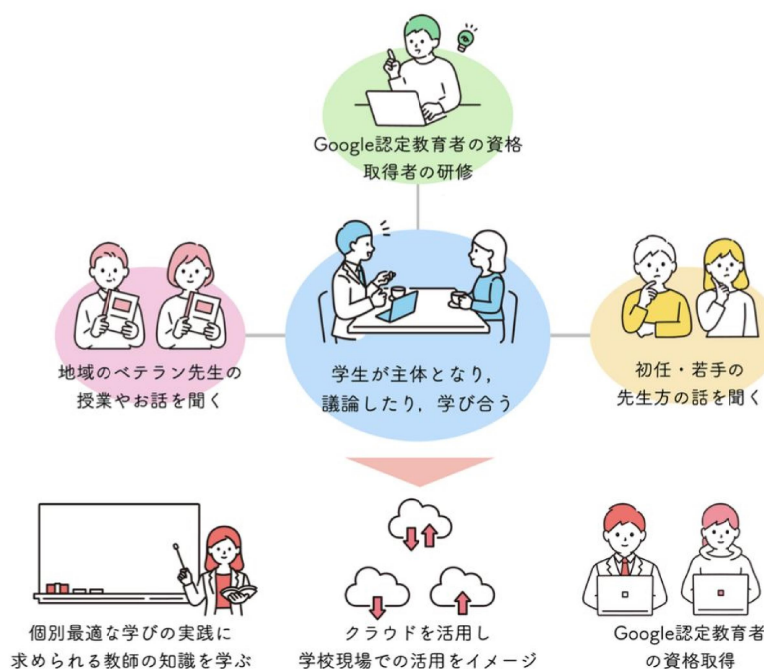 Google認定教育者の資格
取得者の研修
地域のベテラン先生の
授業やお話を聞く
学生が主体となり，
議論したり，学び合う
初任・若手の
先生方の話を聞く
個別最適な学びの実践に
求められる教師の知識を学ぶ
クラウドを活用し
学校現場での活用をイメージ
Google認定教育者
の資格取得